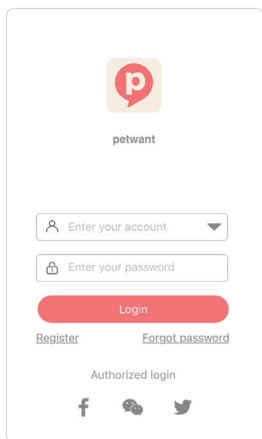 p
petwant
Enter your account
Enter your password
Login
Register Forgot password
Authorized login